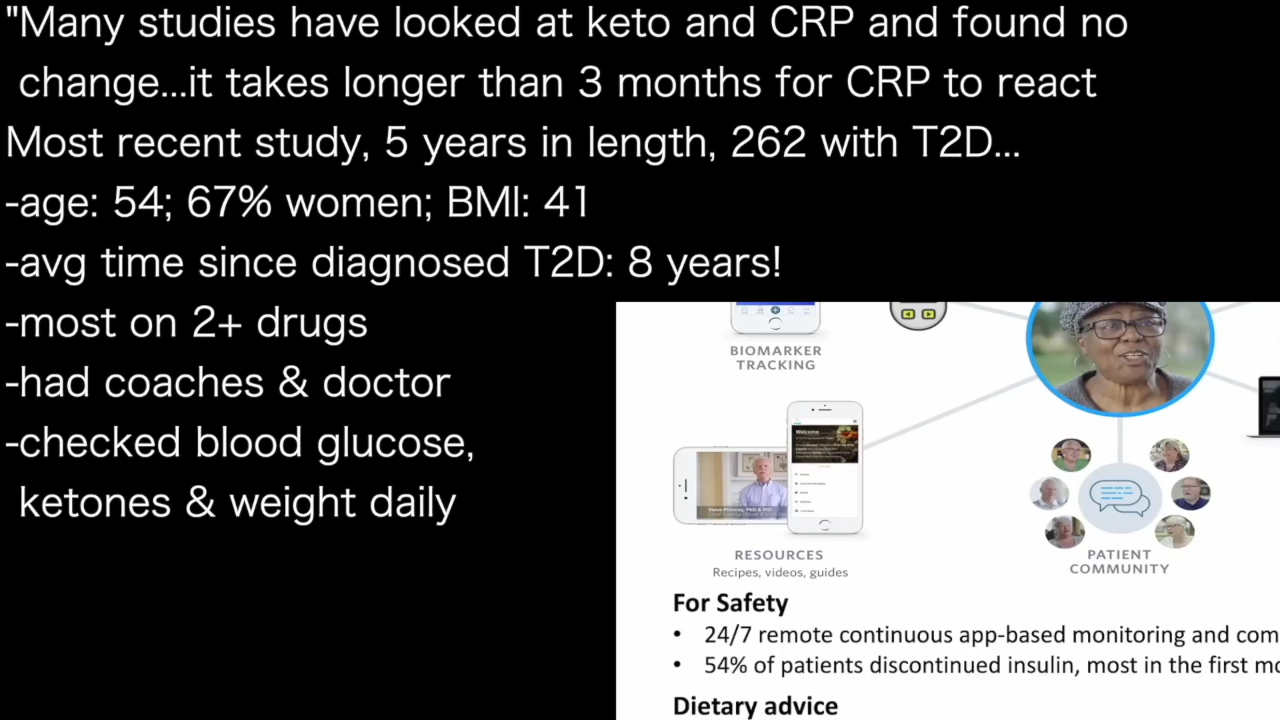 "Many studies have looked at keto and CRP and found no
change...it takes longer than 3 months for CRP to react
Most recent study, 5 years in length, 262 with T2D...
-age: 54; 67% women; BMI: 41
-avg time since diagnosed T2D: 8 years!
-most on 2+ drugs
-had coaches & doctor
-checked blood glucose,
ketones & weight daily
BIOMARKER
TRACKING
Welcome
RESOURCES
Recipes, videos, guides
PATIENT
COMMUNITY
For Safety
• 24/7 remote continuous app-based monitoring and com
• 54% of patients discontinued insulin, most in the first mo
Dietary advice